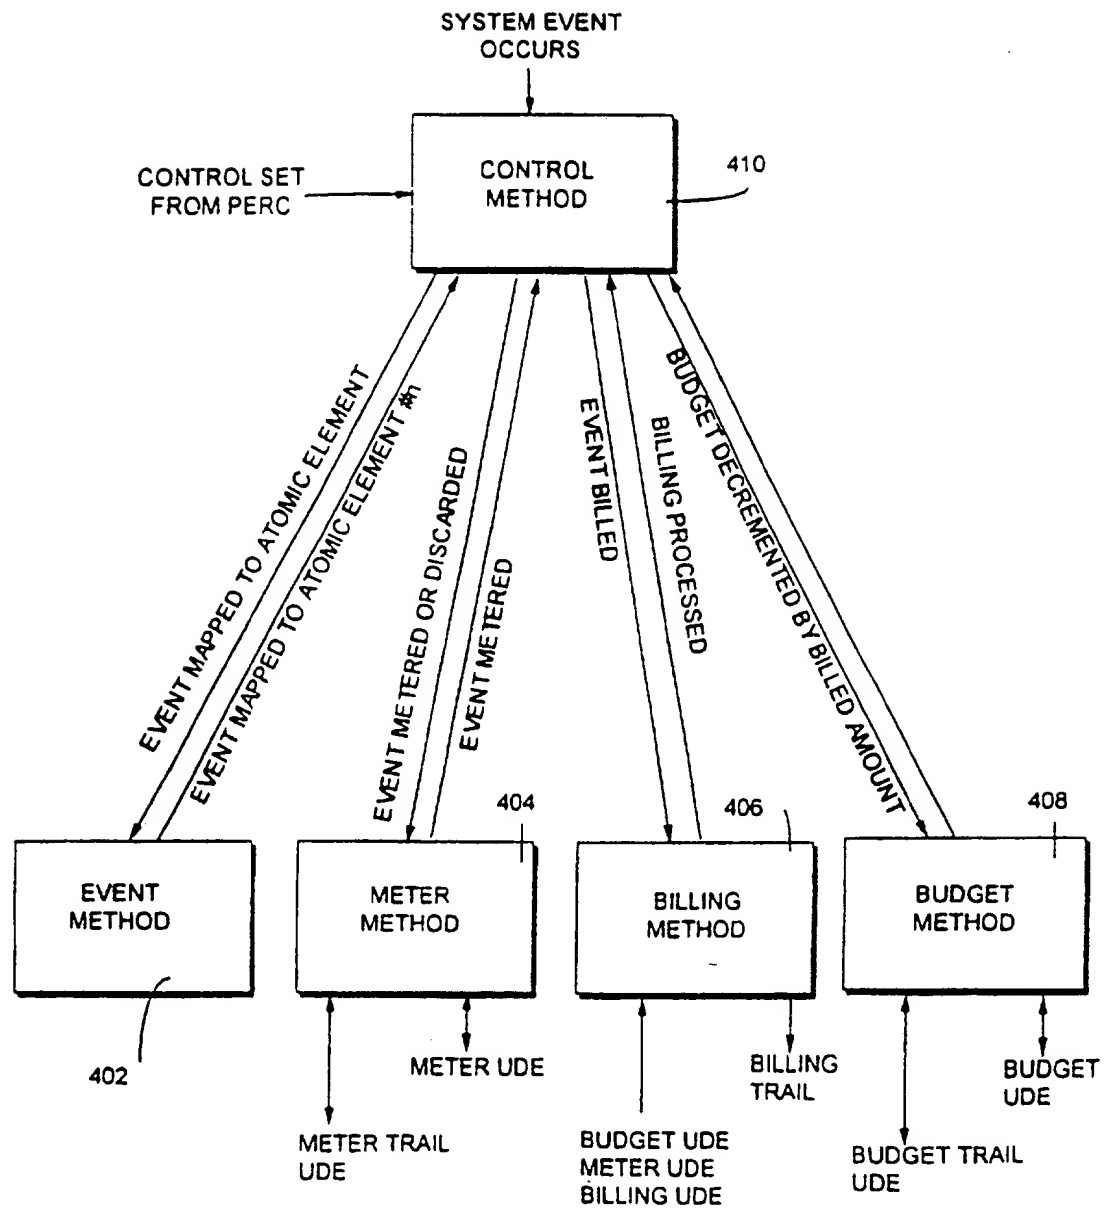 SYSTEM EVENT
OCCURS
CONTROL
METHOD
410
CONTROL SET
FROM PERC
EVENT MAPPED TO ATOMIC ELEMENT
EVENT MAPPED TO ATOMIC ELEMENT #n
EVENT METERED OR DISCARDED
EVENT METERED
EVENT BILLED
BILLING PROCESSED
BUDGET DECREMENTED BY BILLED AMOUNT
404
406
408
EVENT
METHOD
METER
METHOD
BILLING
METHOD
BUDGET
METHOD
402
METER UDE
METER TRAIL
UDE
BILLING
TRAIL
BUDGET UDE
METER UDE
BILLING UDE
BUDGET
UDE
BUDGET TRAIL
UDE